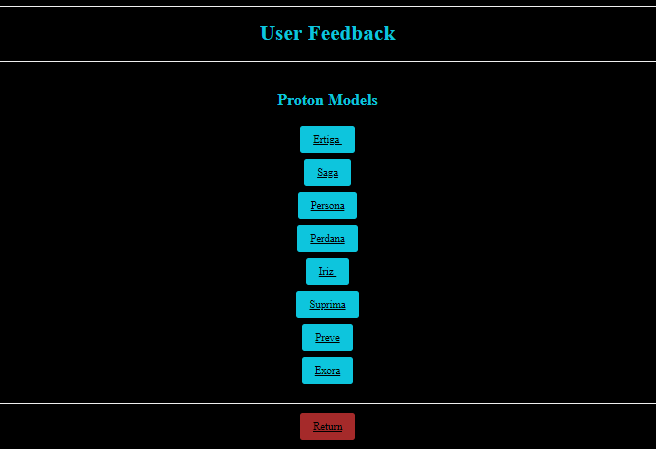 User Feedback
Proton Models
Ertiga
Saga
Persona
Perdana
Iriz
Suprima
Preve
Exora
Return